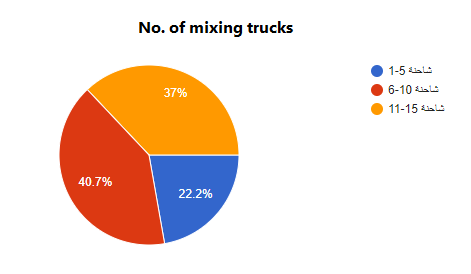 No. of mixing trucks
1-5 شاحنة
6-10 شاحنة
11-15 شاحنة
37%
40.7%
22.2%